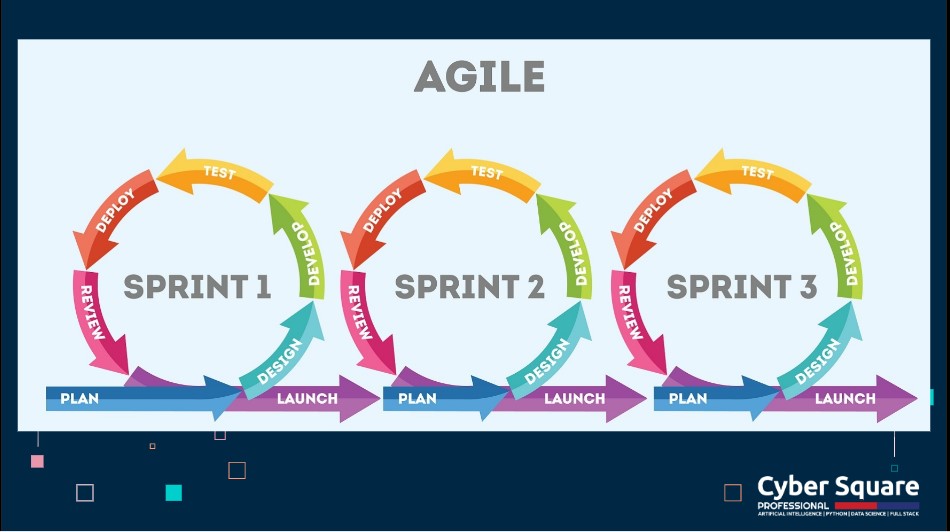 AGILE
TEST
DEPLOY
DEVELOP
SPRINT 1
REVIEW
DESIGN
PLAN
LAUNCH
TEST
DEPLOY
DEVELOP
SPRINT 2
REVIEW
DESIGN
PLAN
LAUNCH
TEST
DEPLOY
DEVELOP
SPRINT 3
REVIEW
DESIGN
PLAN
LAUNCH
Cyber Square
PROFESSIONAL
ARTIFICIAL INTELLIGENCE | PYTHON | DATA SCIENCE | FULL STACK